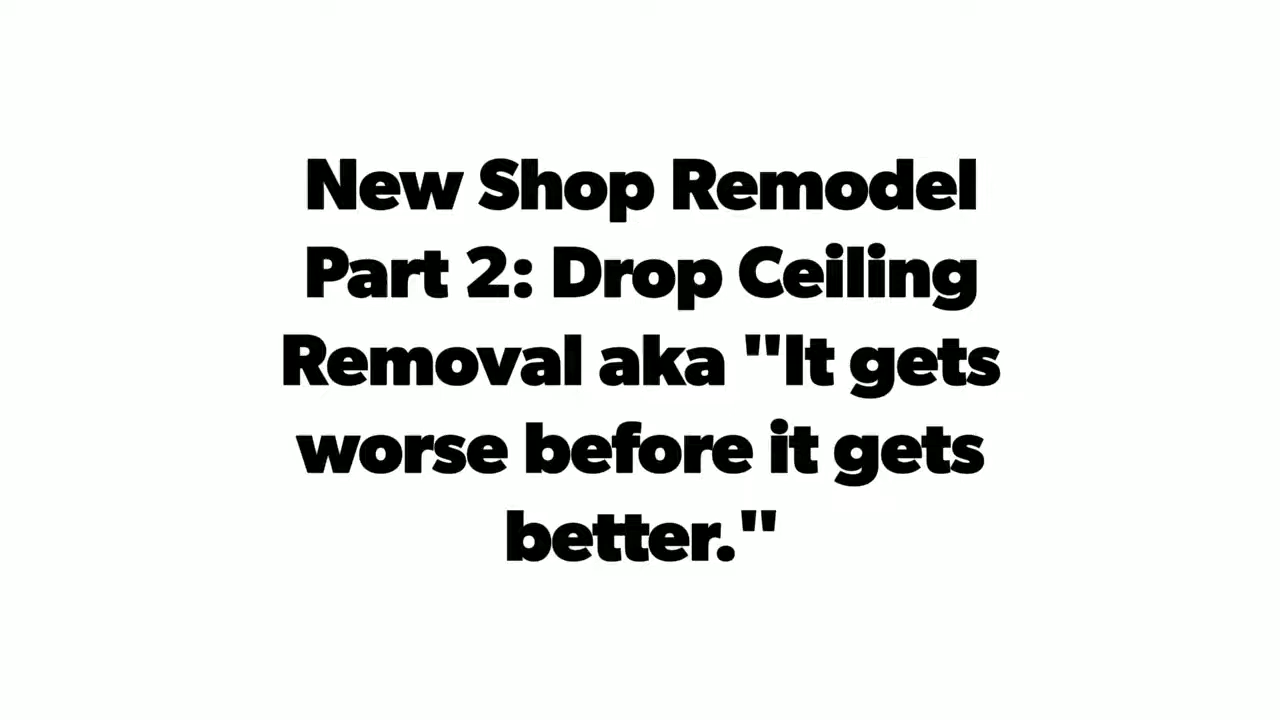 New Shop Remodel
Part 2: Drop Ceiling
Removal aka "It gets
worse before it gets
better."